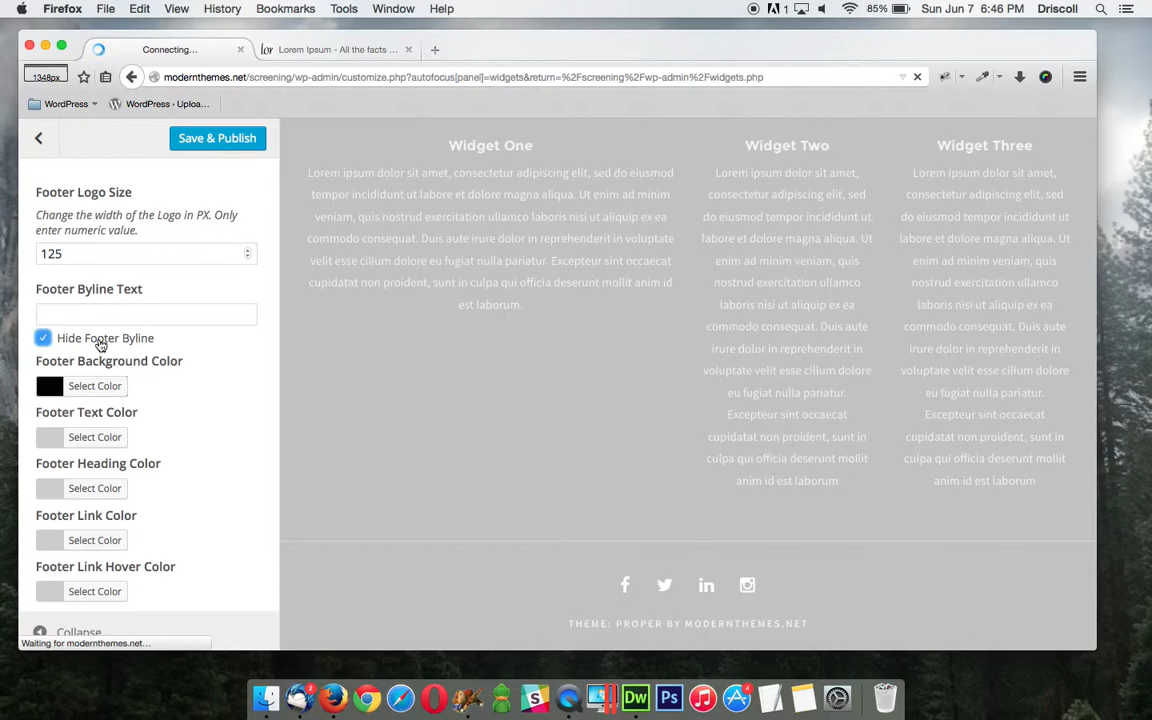 Firefox File Edit View History Bookmarks Tools Window Help 1 85% Sun Jun 7 6:46 PM Driscoll
Connecting... Lorem Ipsum - All the facts ...
1348px modernthemes.net/screening/wp-admin/customize.php?autofocus[panel]=widgets&return=%2Fscreening%2Fwp-admin%2Fwidgets.php
WordPress WordPress › Uploa...
Save & Publish
Footer Logo Size
Change the width of the Logo in PX. Only
enter numeric value.
125
Footer Byline Text
Hide Footer Byline
Footer Background Color
Select Color
Footer Text Color
Select Color
Footer Heading Color
Select Color
Footer Link Color
Select Color
Footer Link Hover Color
Select Color
Collapse
Waiting for modernthemes.net...
Widget One
Lorem ipsum dolor sit amet, consectetur adipiscing elit, sed do eiusmod
tempor incididunt ut labore et dolore magna aliqua. Ut enim ad minim
veniam, quis nostrud exercitation ullamco laboris nisi ut aliquip ex ea
commodo consequat. Duis aute irure dolor in reprehenderit in voluptate
velit esse cillum dolore eu fugiat nulla pariatur. Excepteur sint occaecat
cupidatat non proident, sunt in culpa qui officia deserunt mollit anim id
est laborum.
Widget Two
Lorem ipsum dolor sit amet,
consectetur adipiscing elit, sed
do eiusmod tempor incididunt
ut labore et dolore magna
aliqua. Ut enim ad minim
veniam, quis nostrud
exercitation ullamco laboris nisi
ut aliquip ex ea commodo
consequat. Duis aute irure dolor
in reprehenderit in voluptate
velit esse cillum dolore eu
fugiat nulla pariatur.
Excepteur sint occaecat
cupidatat non proident, sunt in
culpa qui officia deserunt mollit
anim id est laborum
Widget Three
Lorem ipsum dolor sit amet,
consectetur adipiscing elit, sed
do eiusmod tempor incididunt
ut labore et dolore magna
aliqua. Ut enim ad minim
veniam, quis nostrud
exercitation ullamco laboris nisi
ut aliquip ex ea commodo
consequat. Duis aute irure dolor
in reprehenderit in voluptate
velit esse cillum dolore eu
fugiat nulla pariatur.
Excepteur sint occaecat
cupidatat non proident, sunt in
culpa qui officia deserunt mollit
anim id est laborum
THEME: PROPER BY MODERNTHEMES.NET
2 Dw Ps 4